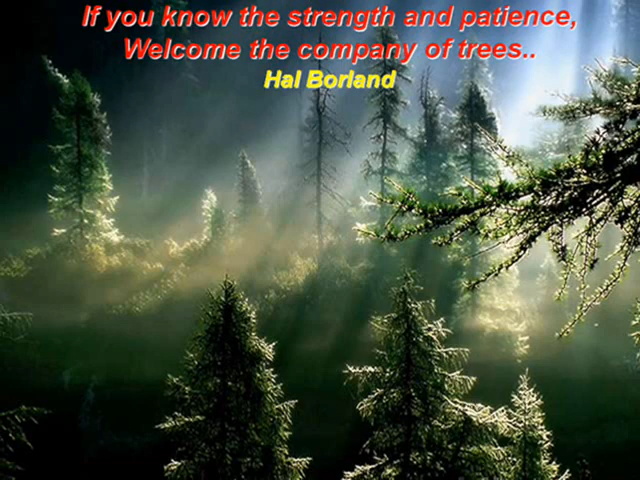 If you know the strength and patience,
Welcome the company of trees..
Hal Borland